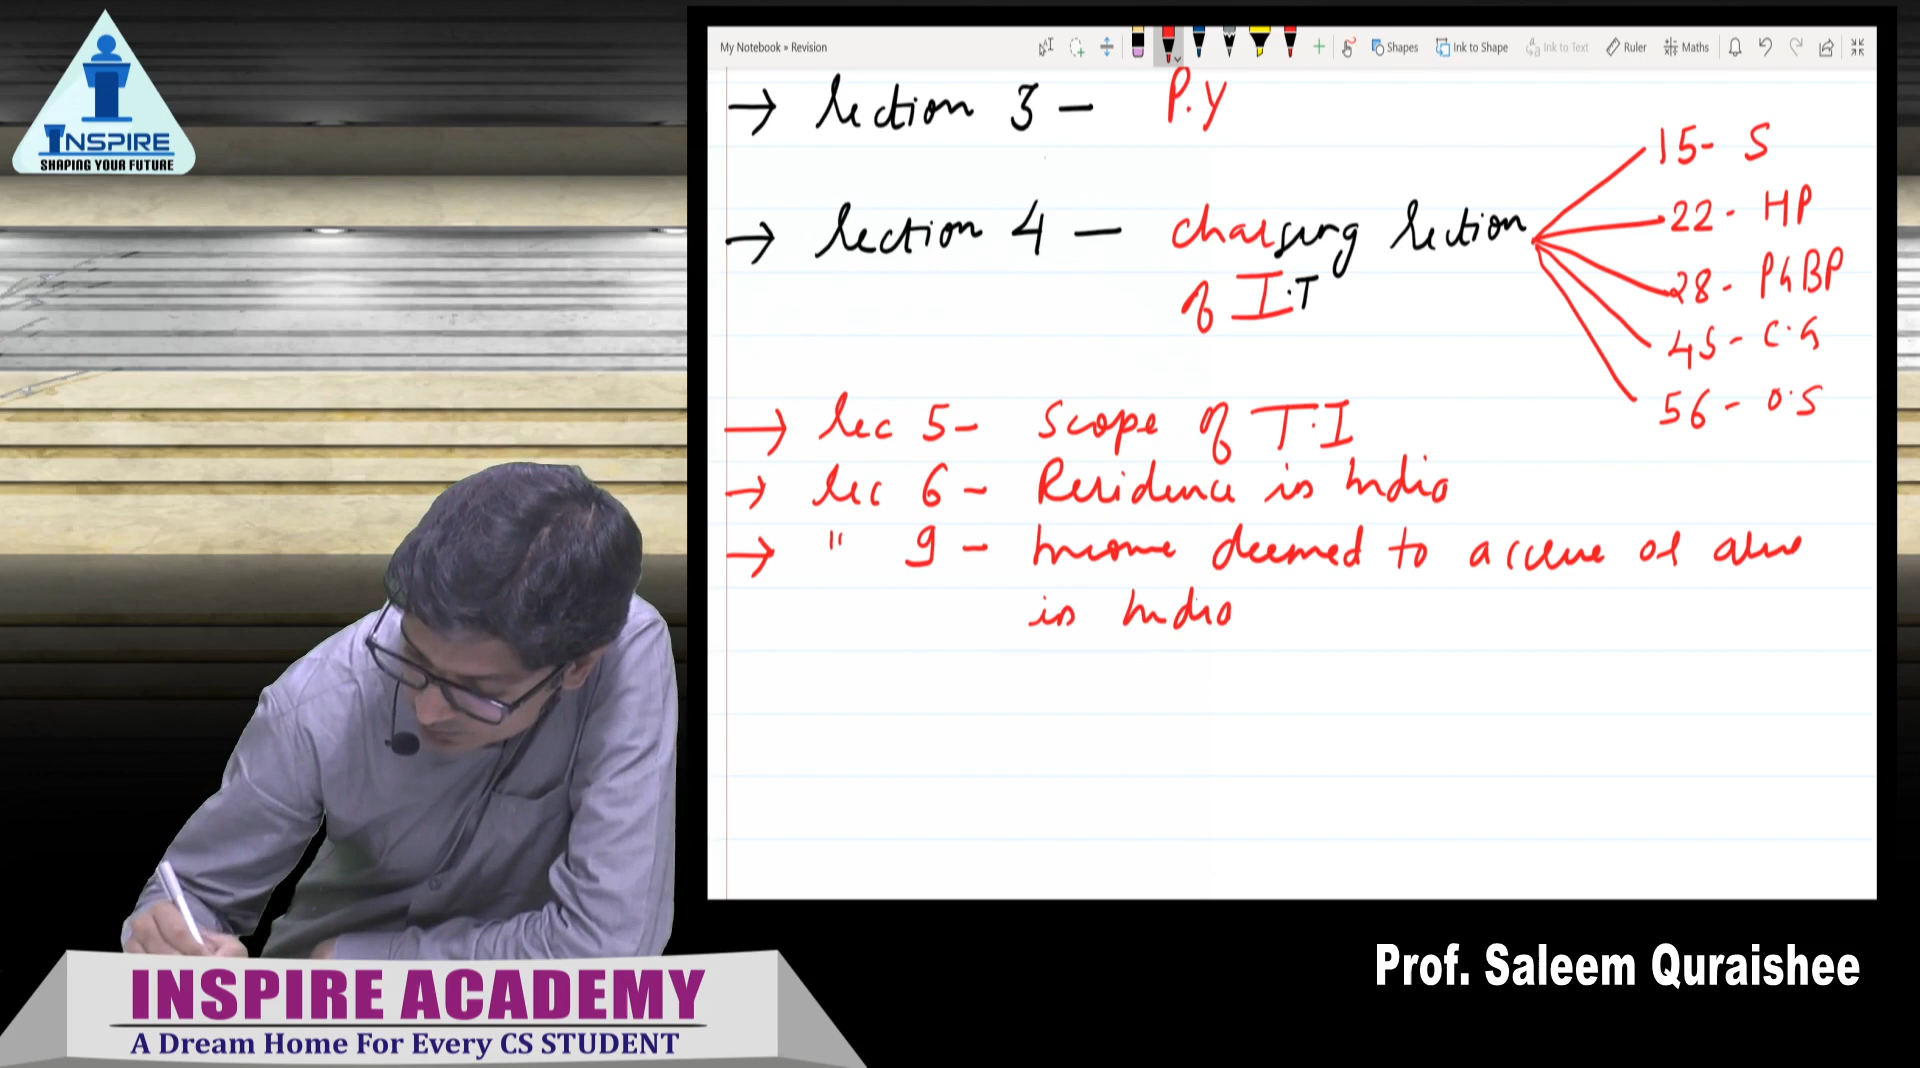 INSPIRE
SHAPING YOUR FUTURE
My Notebook » Revision
Shapes
Ink to Shape
Ink to Text
Ruler
Maths
→ Section 3 – P.Y
→ Section 4 – charging Section
of I.T
15- S
22- HP
28- PGBP
45- C.G
56- O.S
→ Sec 5- Scope of T.I
→ Sec 6- Residence in India
→ " 9 – Income deemed to accrue or arise
in India
INSPIRE ACADEMY
A Dream Home For Every CS STUDENT
Prof. Saleem Quraishee